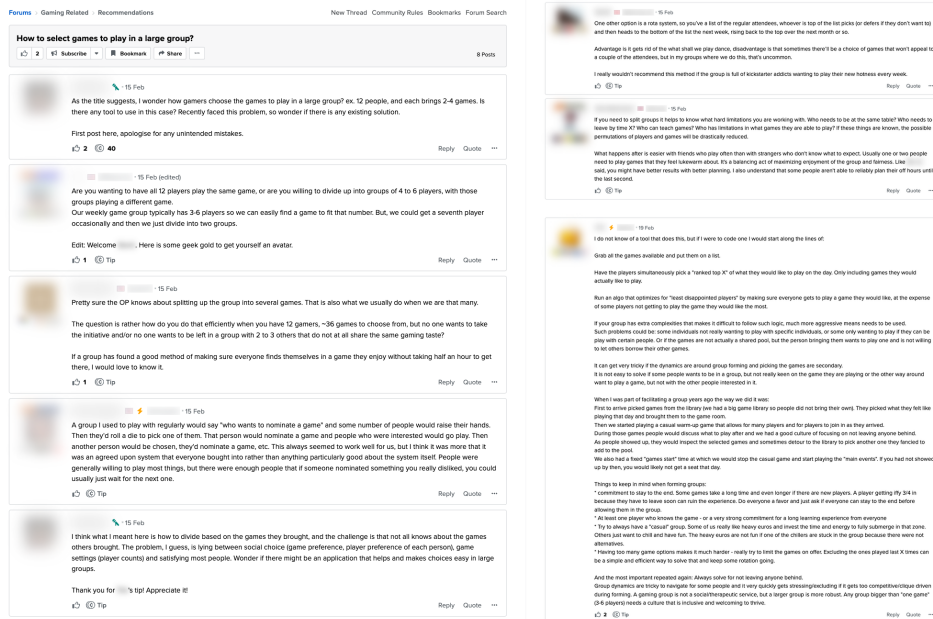 Forums › Gaming Related › Recommendations
New Thread Community Rules Bookmarks Forum Search
How to select games to play in a large group?
2 Subscribe Bookmark Share ...
8 Posts
· 15 Feb
As the title suggests, I wonder how gamers choose the games to play in a large group? ex. 12 people, and each brings 2-4 games. Is
there any tool to use in this case? Recently faced this problem, so wonder if there is any existing solution.
First post here, apologise for any unintended mistakes.
2 40
Reply Quote ...
· 15 Feb (edited)
Are you wanting to have all 12 players play the same game, or are you willing to divide up into groups of 4 to 6 players, with those
groups playing a different game.
Our weekly game group typically has 3-6 players so we can easily find a game to fit that number. But, we could get a seventh player
occasionally and then we just divide into two groups.
Edit: Welcome . Here is some geek gold to get yourself an avatar.
1 Tip
Reply Quote ...
· 15 Feb
Pretty sure the OP knows about splitting up the group into several games. That is also what we usually do when we are that many.
The question is rather how do you do that efficiently when you have 12 gamers, ~36 games to choose from, but no one wants to take
the initiative and/or no one wants to be left in a group with 2 to 3 others that do not at all share the same gaming taste?
If a group has found a good method of making sure everyone finds themselves in a game they enjoy without taking half an hour to get
there, I would love to know it.
1 Tip
Reply Quote ...
· 15 Feb
A group I used to play with regularly would say "who wants to nominate a game" and some number of people would raise their hands.
Then they'd roll a die to pick one of them. That person would nominate a game and people who were interested would go. Then
another person would be chosen, they'd nominate a game, etc. This always seemed to work well for us, but I think it was more that it
was an agreed upon system that everyone bought into rather than anything particularly good about the system itself. People were
generally willing to play most things, but there were enough people that if someone nominated something you really disliked, you could
usually just wait for the next one.
Tip
Reply Quote ...
· 15 Feb
I think what I meant here is how to divide based on the games they brought, and the challenge is that not all knows about the games
others brought. The problem, I guess, is lying between social choice (game preference, player preference of each person), game
settings (player counts) and satisfying most people. Wonder if there might be an application that helps and makes choices easy in large
groups.
Thank you for 's tip! Appreciate it!
Tip
Reply Quote ...
· 15 Feb
One other option is a rota system, so you've a list of the regular attendees, whoever is top of the list picks (or defers if they don't want to)
and then heads to the bottom of the list the next week, rising back to the top over the next month or so.
Advantage is it gets rid of the what shall we play dance, disadvantage is that sometimes there'll be a choice of games that won't appeal to
a couple of the attendees, but in my groups where we do this, that's uncommon.
I really wouldn't recommend this method if the group is full of kickstarter addicts wanting to play their new hotness every week.
Tip
Reply Quote ...
· 15 Feb
If you need to split groups it helps to know what hard limitations you are working with. Who needs to be at the same table? Who needs to
leave by time X? Who can teach games? Who has limitations in what games they are able to play? If these things are known, the possible
permutations of players and games will be drastically reduced.
What happens after is easier with friends who play often than with strangers who don't know what to expect. Usually one or two people
need to play games that they feel lukewarm about. It's a balancing act of maximizing enjoyment of the group and fairness. Like
said, you might have better results with better planning. I also understand that some people aren't able to reliably plan their off hours until
the last second.
Tip
Reply Quote ...
· 19 Feb
I do not know of a tool that does this, but if I were to code one I would start along the lines of:
Grab all the games available and put them on a list.
Have the players simultaneously pick a "ranked top X" of what they would like to play on the day. Only including games they would
actually like to play.
Run an algo that optimizes for "least disappointed players" by making sure everyone gets to play a game they would like, at the expense
of some players not getting to play the game they would like the most.
If your group has extra complexities that makes it difficult to follow such logic, much more aggressive means needs to be used.
Such problems could be: some individuals not really wanting to play with specific individuals, or some only wanting to play if they can be
play with certain people. Or if the games are not actually a shared pool, but the person bringing them wants to play one and is not willing
to let others borrow their other games.
It can get very tricky if the dynamics are around group forming and picking the games are secondary.
It is not easy to solve if some people wants to be in a group, but not really keen on the game they are playing or the other way around
want to play a game, but not with the other people interested in it.
When I was part of facilitating a group years ago the way we did it was:
First to arrive picked games from the library (we had a big game library so people did not bring their own). They picked what they felt like
playing that day and brought them to the game room.
Then we started playing a casual warm-up game that allows for many players and for players to join in as they arrived.
During those games people would discuss what to play after and we had a good culture of focusing on not leaving anyone behind.
As people showed up, they would inspect the selected games and sometimes detour to the library to pick another one they fancied to
add to the pool.
We also had a fixed "games start" time at which we would stop the casual game and start playing the "main events". If you had not showed
up by then, you would likely not get a seat that day.
Things to keep in mind when forming groups:
* commitment to stay to the end. Some games take a long time and even longer if there are new players. A player getting iffy 3/4 in
because they have to leave soon can ruin the experience. Do everyone a favor and just ask if everyone can stay to the end before
allowing them in the group.
* At least one player who knows the game - or a very strong commitment for a long learning experience from everyone
* Try to always have a "casual" group. Some of us really like heavy euros and invest the time and energy to fully submerge in that zone.
Others just want to chill and have fun. The heavy euros are not fun if one of the chillers are stuck in the group because there were not
alternatives.
* Having too many game options makes it much harder - really try to limit the games on offer. Excluding the ones played last X times can
be a simple and efficient way to solve that and keep some rotation going.
And the most important repeated again: Always solve for not leaving anyone behind.
Group dynamics are tricky to navigate for some people and it very quickly gets stressing/excluding if it gets too competitive/clique driven
during forming. A gaming group is not a social/therapeutic service, but a larger group is more robust. Any group bigger than "one game"
(3-6 players) needs a culture that is inclusive and welcoming to thrive.
2 Tip
Reply Quote ...